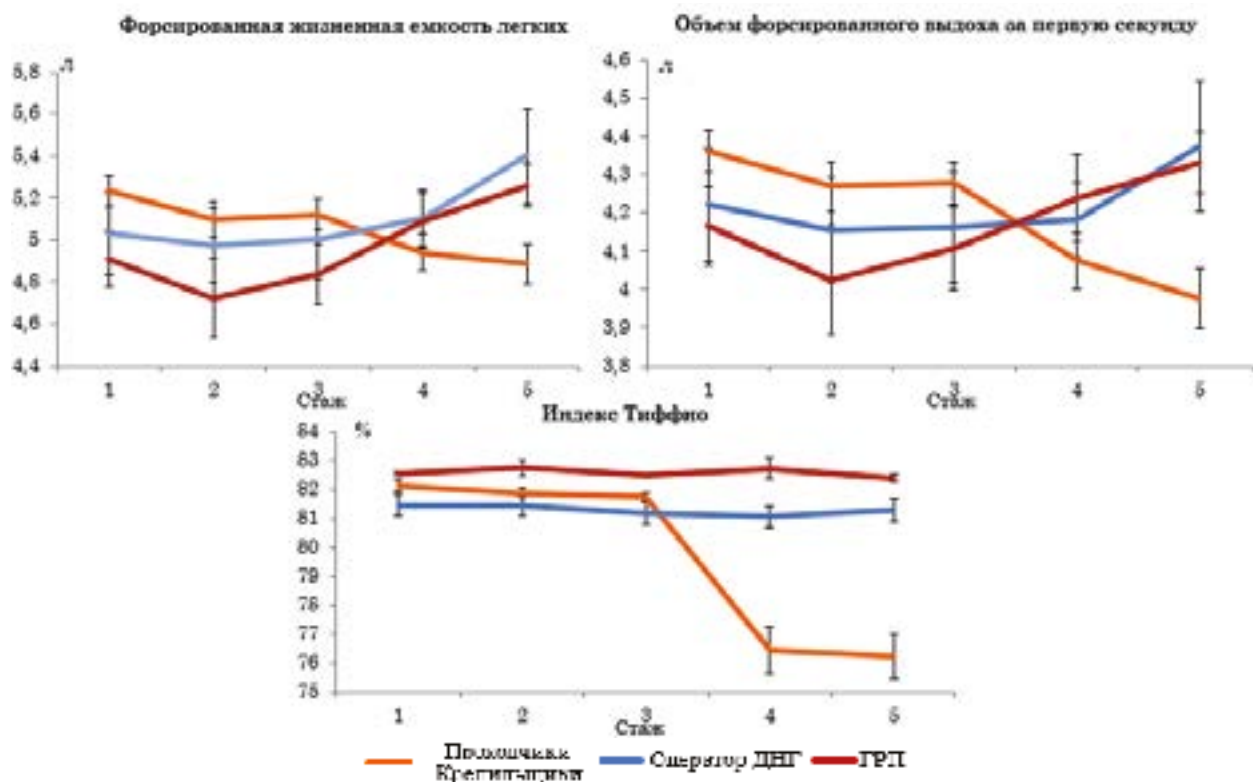 Форсированная жизненная емкость легких
л
5,8
5,6
5,4
5,2
5
4,8
4,6
4,4
1 2 3 4 5
Стаж
Объем форсированного выдоха за первую секунду
л
4,6
4,5
4,4
4,3
4,2
4,1
4
3,9
3,8
1 2 3 4 5
Стаж
Индекс Тиффно
%
84
83
82
81
80
79
78
77
76
75
1 2 3 4 5
Стаж
Оператор ДНГ